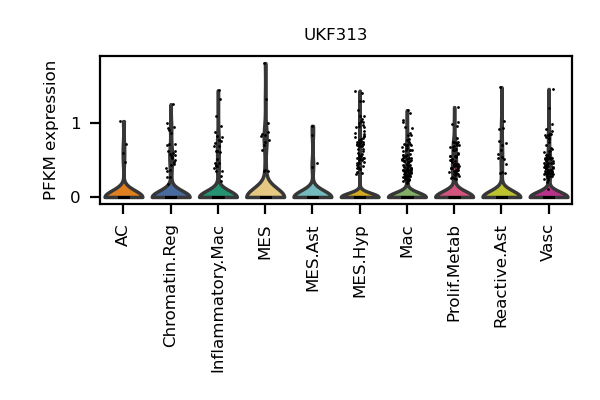 UKF313
PFKM expression
1
0
AC
Chromatin.Reg
Inflammatory.Mac
MES
MES.Ast
MES.Hyp
Mac
Prolif.Metab
Reactive.Ast
Vasc